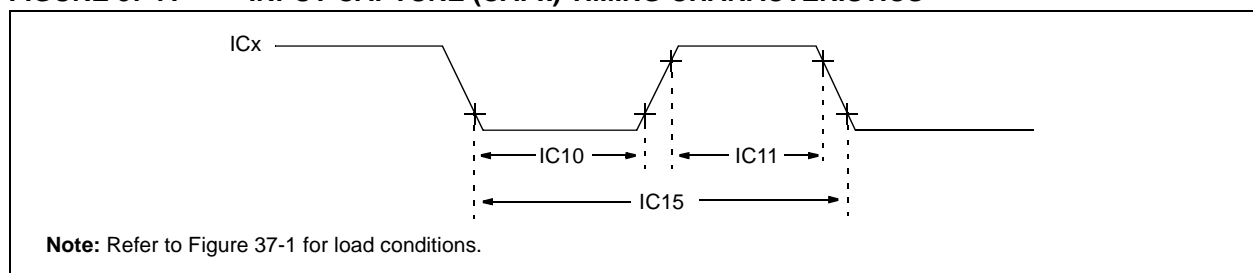 ICx
IC10
IC11
IC15
Note: Refer to Figure 37-1 for load conditions.